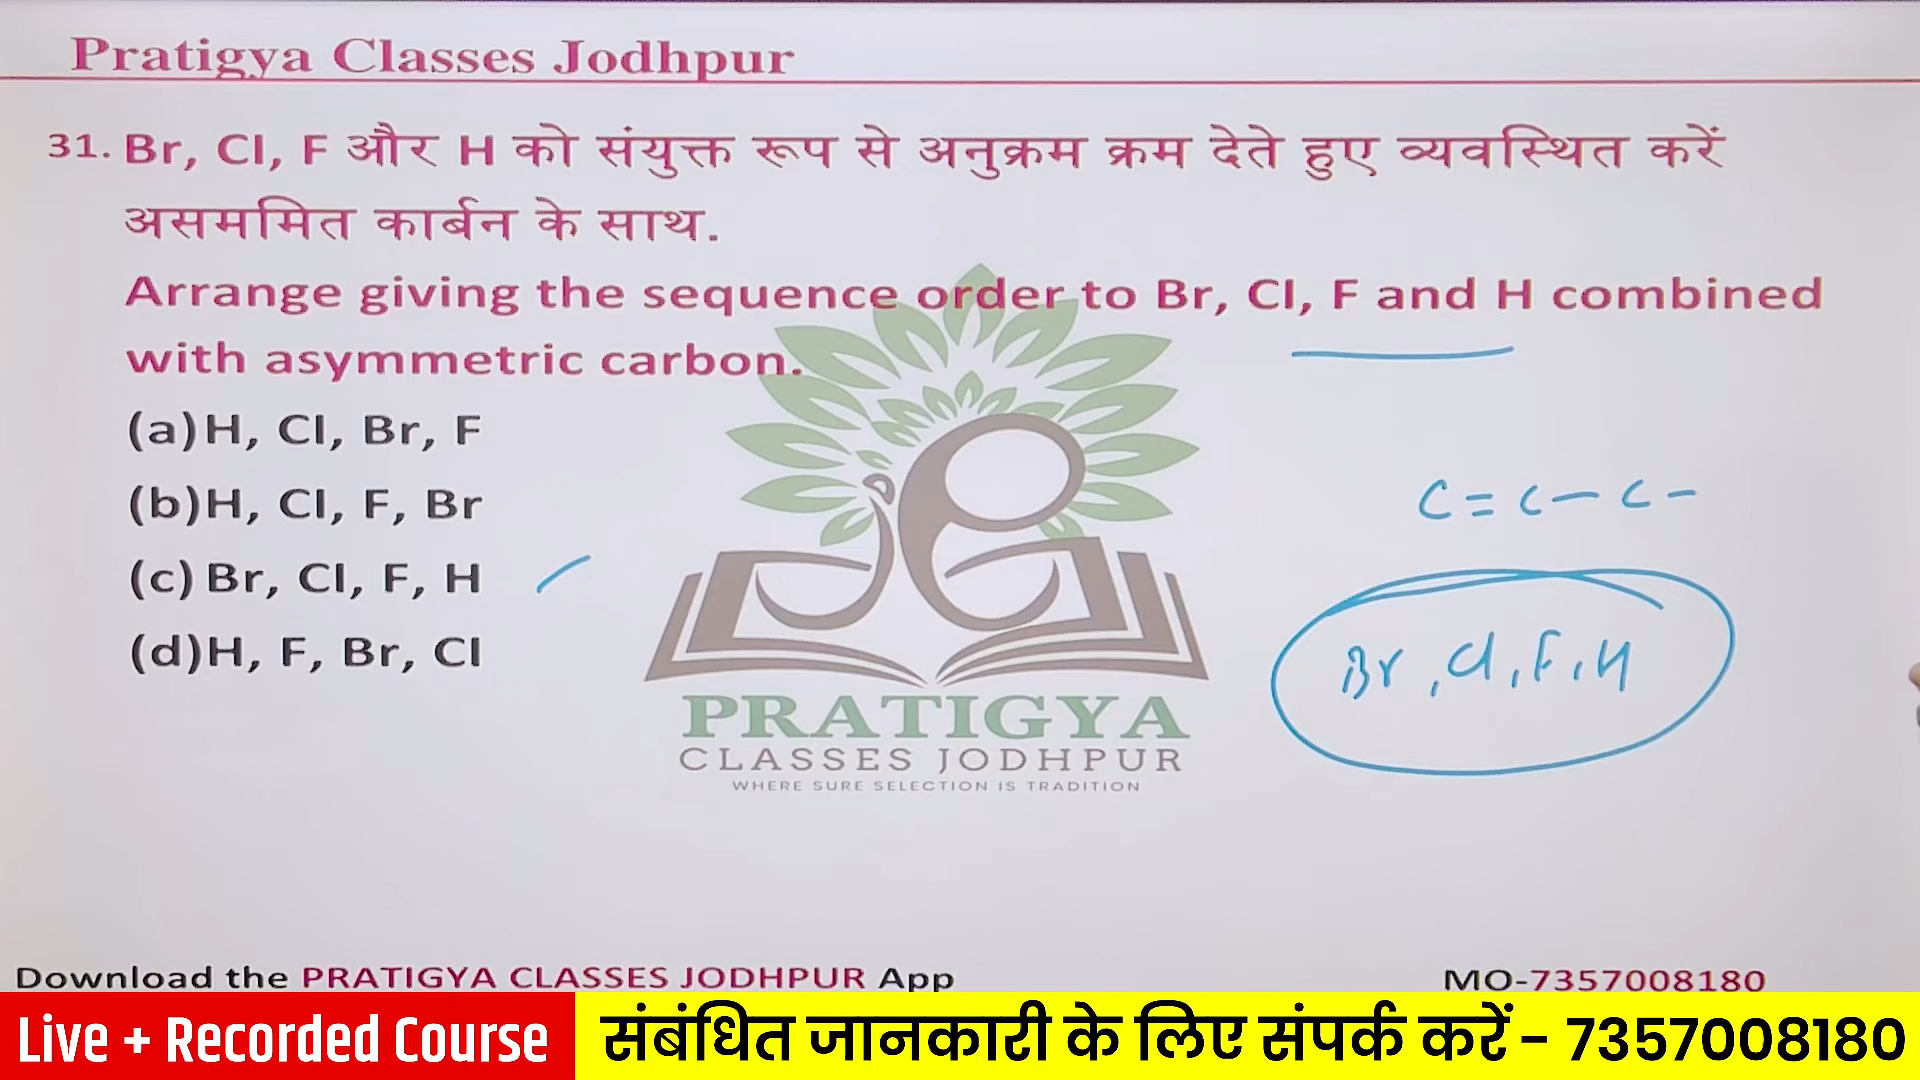 Pratigya Classes Jodhpur
31. Br, Cl, F और H को संयुक्त रूप से अनुक्रम क्रम देते हुए व्यवस्थित करें
असममित कार्बन के साथ.
Arrange giving the sequence order to Br, Cl, F and H combined
with asymmetric carbon.
(a) H, Cl, Br, F
(b) H, Cl, F, Br
(c) Br, Cl, F, H
(d) H, F, Br, Cl
C = C - C -
Br, Cl, F, H
PRATIGYA
CLASSES JODHPUR
WHERE SURE SELECTION IS TRADITION
Download the PRATIGYA CLASSES JODHPUR App
MO-7357008180
Live + Recorded Course
संबंधित जानकारी के लिए संपर्क करें - 7357008180